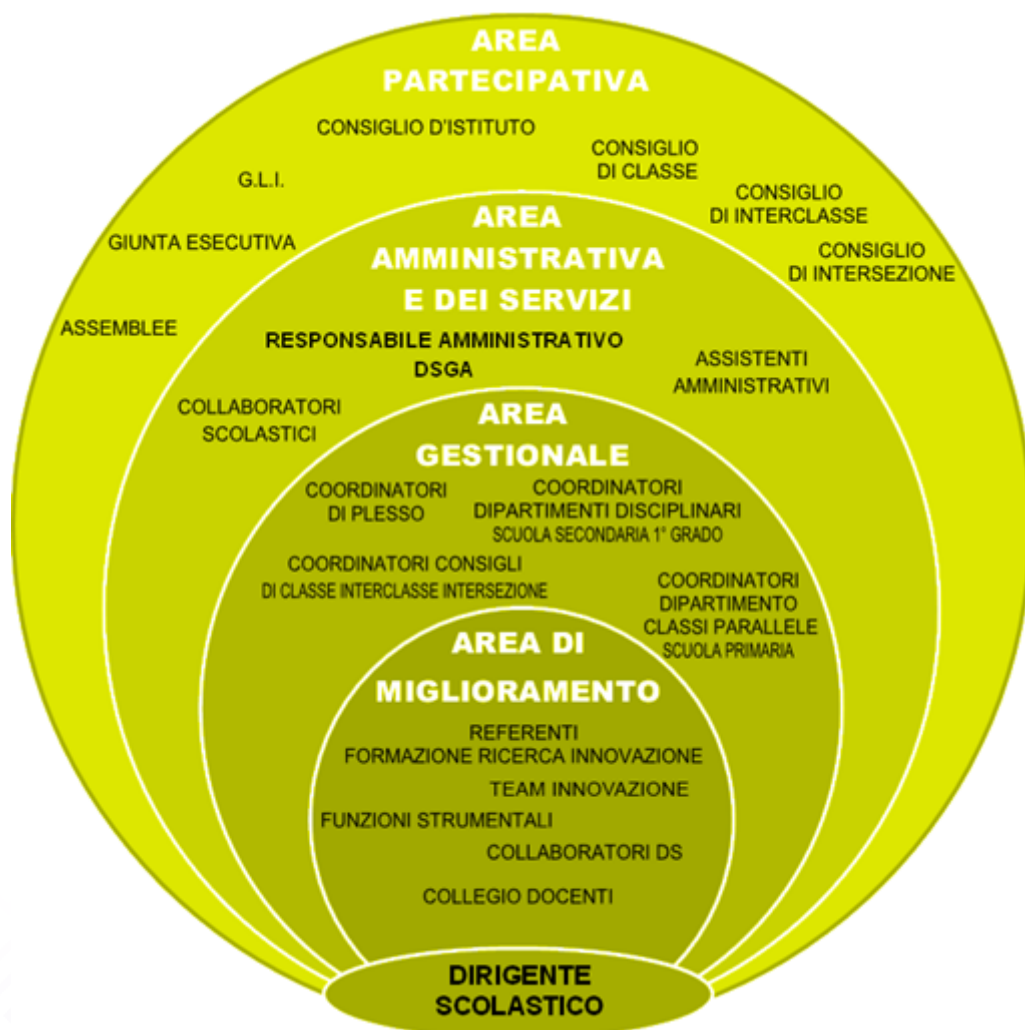 AREA
PARTECIPATIVA
CONSIGLIO D'ISTITUTO
CONSIGLIO
DI CLASSE
G.L.I.
CONSIGLIO
DI INTERCLASSE
GIUNTA ESECUTIVA
CONSIGLIO
DI INTERSEZIONE
ASSEMBLEE
AREA
AMMINISTRATIVA
E DEI SERVIZI
RESPONSABILE AMMINISTRATIVO
DSGA
ASSISTENTI
AMMINISTRATIVI
COLLABORATORI
SCOLASTICI
AREA
GESTIONALE
COORDINATORI
DI PLESSO
COORDINATORI
DIPARTIMENTI DISCIPLINARI
SCUOLA SECONDARIA 1° GRADO
COORDINATORI CONSIGLI
DI CLASSE INTERCLASSE INTERSEZIONE
COORDINATORI
DIPARTIMENTO
CLASSI PARALLELE
SCUOLA PRIMARIA
AREA DI
MIGLIORAMENTO
REFERENTI
FORMAZIONE RICERCA INNOVAZIONE
TEAM INNOVAZIONE
FUNZIONI STRUMENTALI
COLLABORATORI DS
COLLEGIO DOCENTI
DIRIGENTE
SCOLASTICO